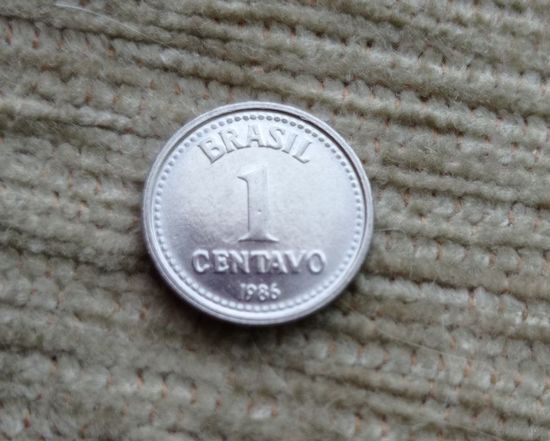 BRASIL
1
CENTAVO
1986